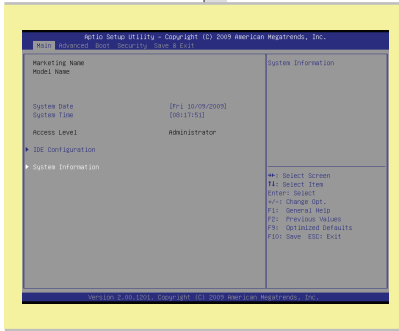 Aptio Setup Utility – Copyright (C) 2009 American Megatrends, Inc.
Main Advanced Boot Security Save & Exit
Marketing Name
Model Name
System Information
System Date [Fri 10/09/2009]
System Time [06:17:51]
Access Level Administrator
▶ IDE Configuration
▶ System Information
↔: Select Screen
↑↓: Select Item
Enter: Select
+/-: Change Opt.
F1: General Help
F2: Previous Values
F9: Optimized Defaults
F10: Save ESC: Exit
Version 2.00.1201. Copyright (C) 2009 American Megatrends, Inc.